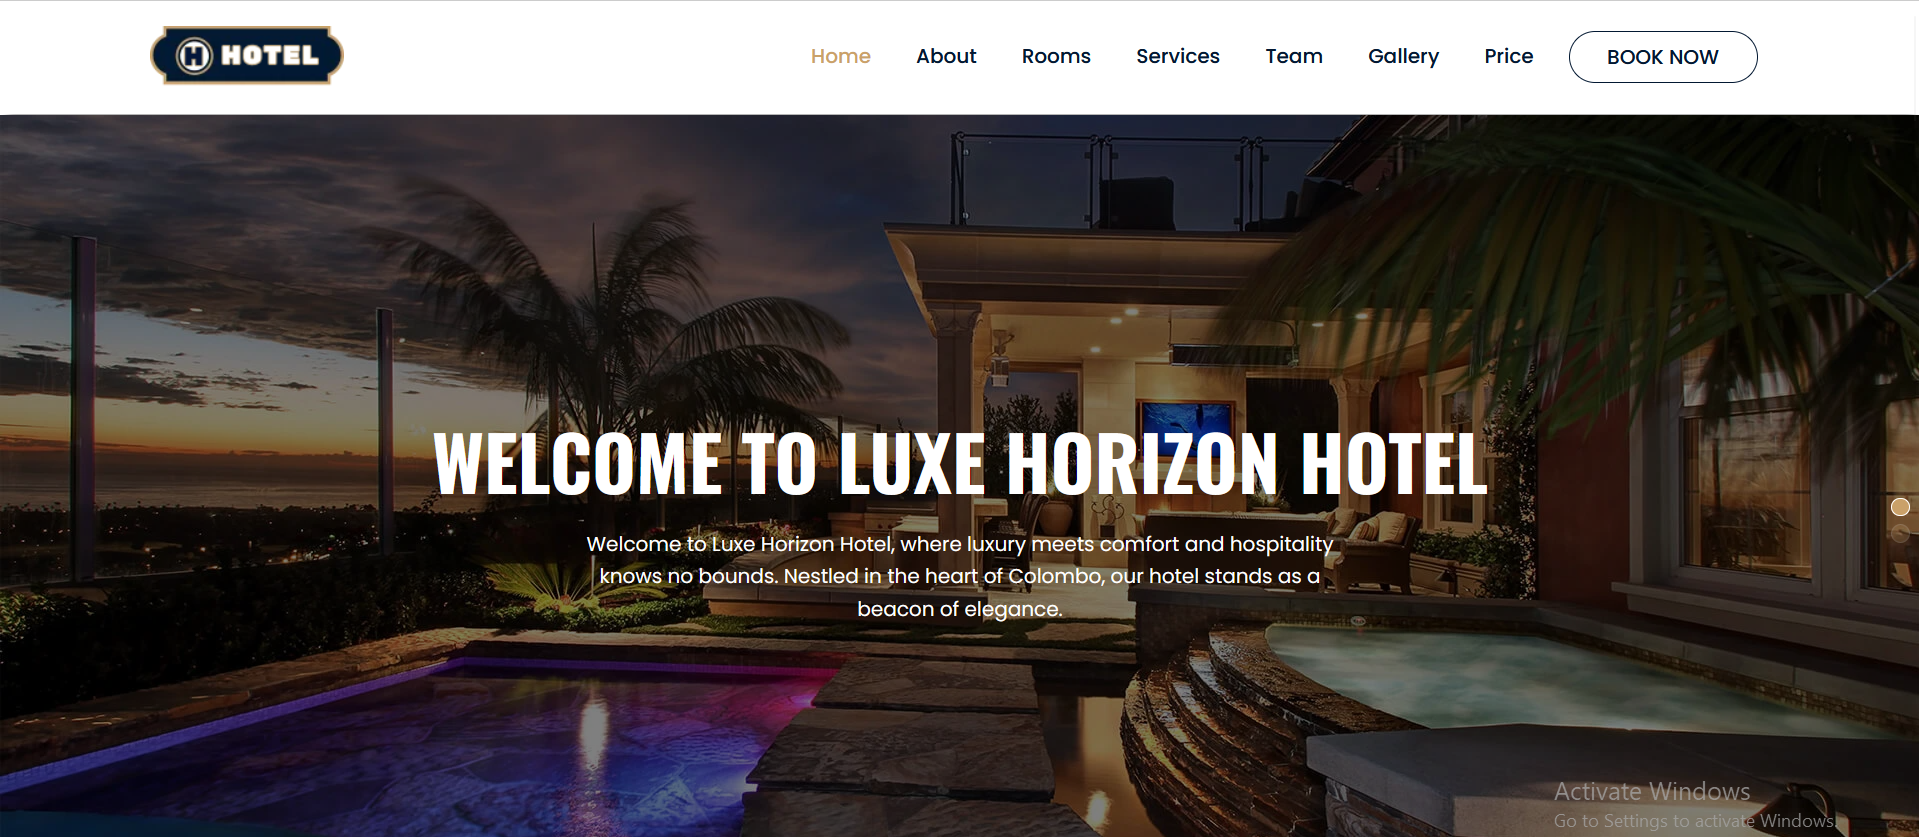 H HOTEL
Home About Rooms Services Team Gallery Price BOOK NOW
WELCOME TO LUXE HORIZON HOTEL
Welcome to Luxe Horizon Hotel, where luxury meets comfort and hospitality
knows no bounds. Nestled in the heart of Colombo, our hotel stands as a
beacon of elegance.
Activate Windows
Go to Settings to activate Windows.